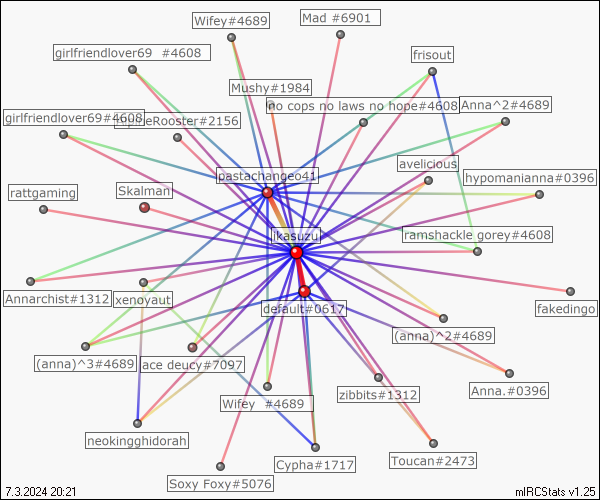 Wifey#4689
Mad #6901
girlfriendlover69 #4608
frisout
Mushy#1984
no cops no laws no hope#4608
Anna^2#4689
girlfriendlover69#4608
Rooster#2156
avelicious
pastachangeo41
hypomanianna#0396
rattgaming
Skalman
jkasuzu
ramshackle gorey#4608
Annarchist#1312
xenoyaut
default#0617
fakedingo
(anna)^2#4689
(anna)^3#4689
ace deucy#7097
zibbits#1312
Anna.#0396
Wifey #4689
neokingghidorah
Cypha#1717
Toucan#2473
Soxy Foxy#5076
7.3.2024 20:21
mIRCStats v1.25